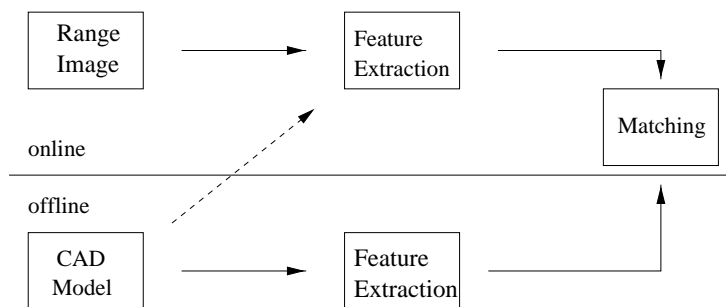 Range
Image
Feature
Extraction
Matching
online
offline
CAD
Model
Feature
Extraction